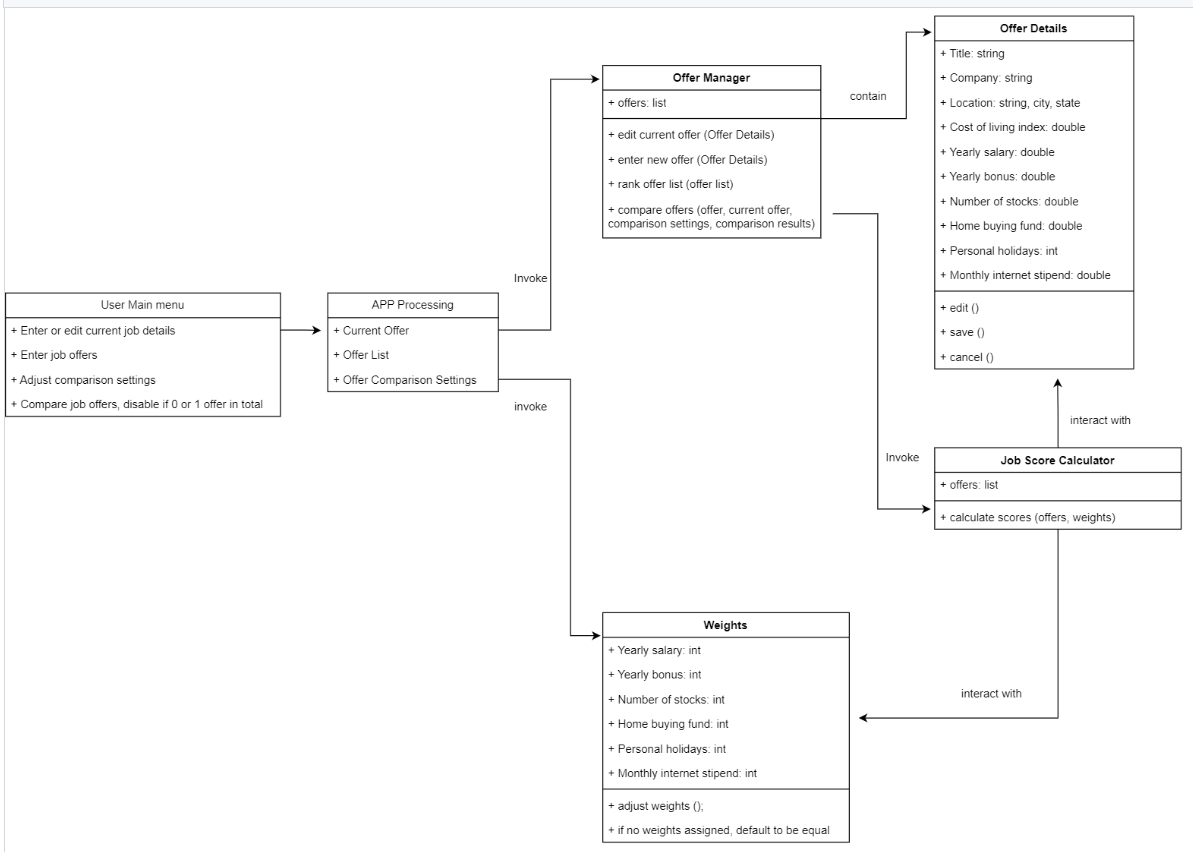 Offer Details
+ Title: string
+ Company: string
+ Location: string, city, state
+ Cost of living index: double
+ Yearly salary: double
+ Yearly bonus: double
+ Number of stocks: double
+ Home buying fund: double
+ Personal holidays: int
+ Monthly internet stipend: double
+ edit ()
+ save ()
+ cancel ()
Offer Manager
+ offers: list
+ edit current offer (Offer Details)
+ enter new offer (Offer Details)
+ rank offer list (offer list)
+ compare offers (offer, current offer,
comparison settings, comparison results)
contain
Invoke
User Main menu
+ Enter or edit current job details
+ Enter job offers
+ Adjust comparison settings
+ Compare job offers, disable if 0 or 1 offer in total
APP Processing
+ Current Offer
+ Offer List
+ Offer Comparison Settings
invoke
interact with
Invoke
Job Score Calculator
+ offers: list
+ calculate scores (offers, weights)
interact with
Weights
+ Yearly salary: int
+ Yearly bonus: int
+ Number of stocks: int
+ Home buying fund: int
+ Personal holidays: int
+ Monthly internet stipend: int
+ adjust weights ();
+ if no weights assigned, default to be equal